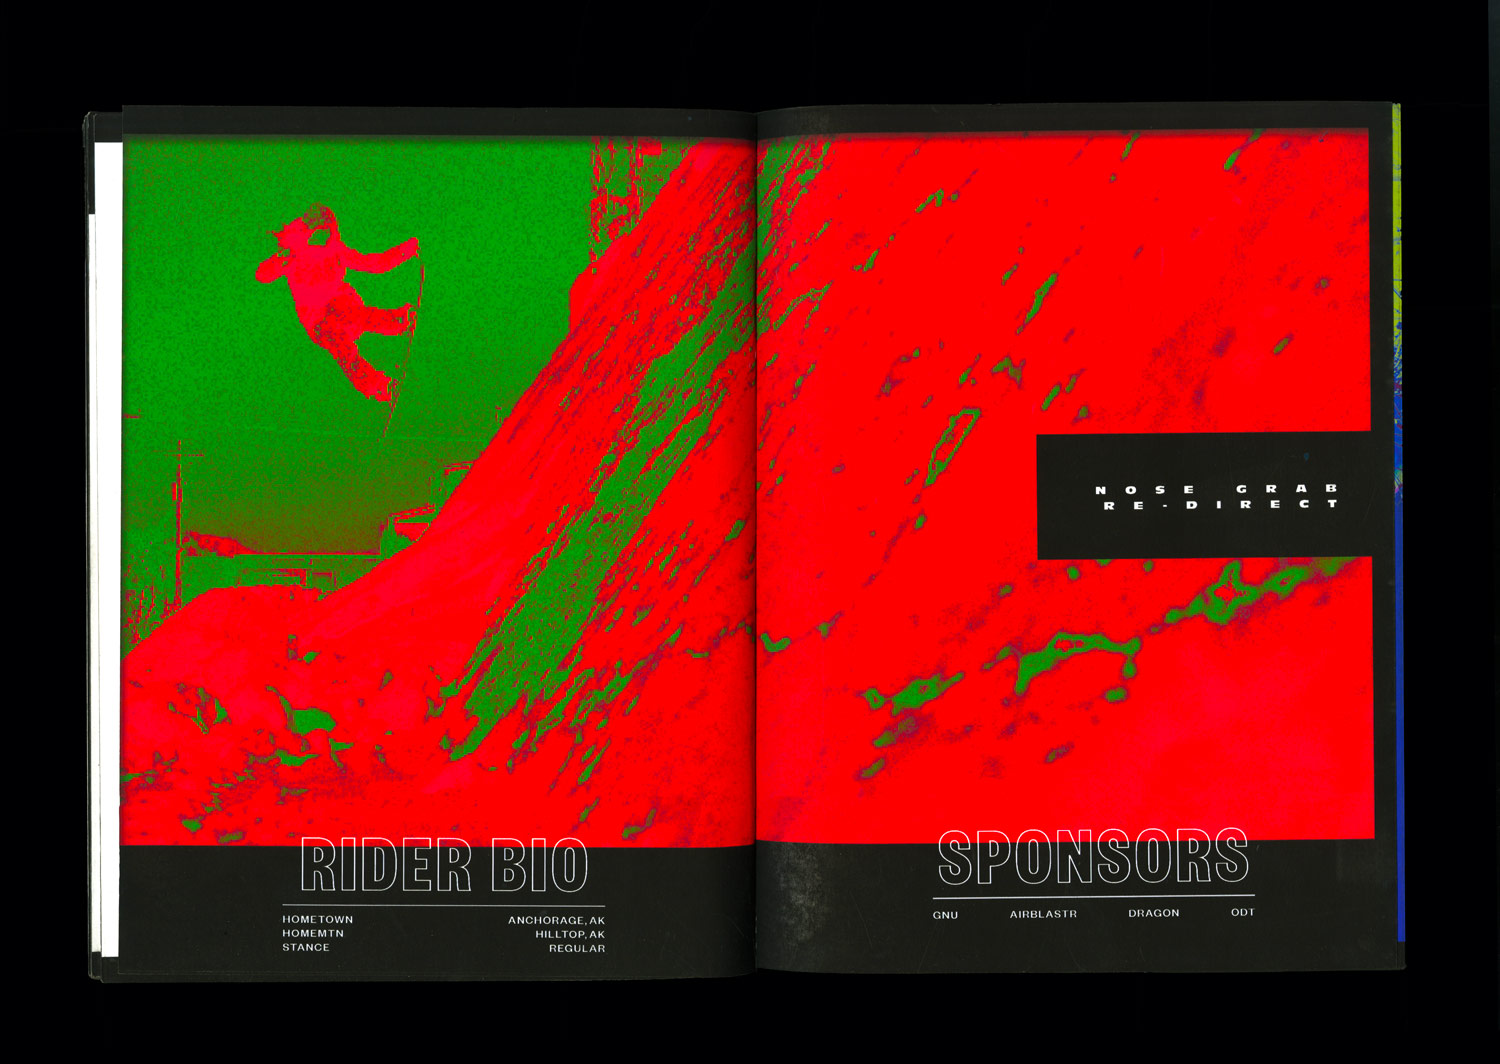 NOSE GRAB
RE-DIRECT
RIDER BIO
HOMETOWN ANCHORAGE, AK
HOMEMTN HILLTOP, AK
STANCE REGULAR
SPONSORS
GNU AIRBLASTR DRAGON ODT